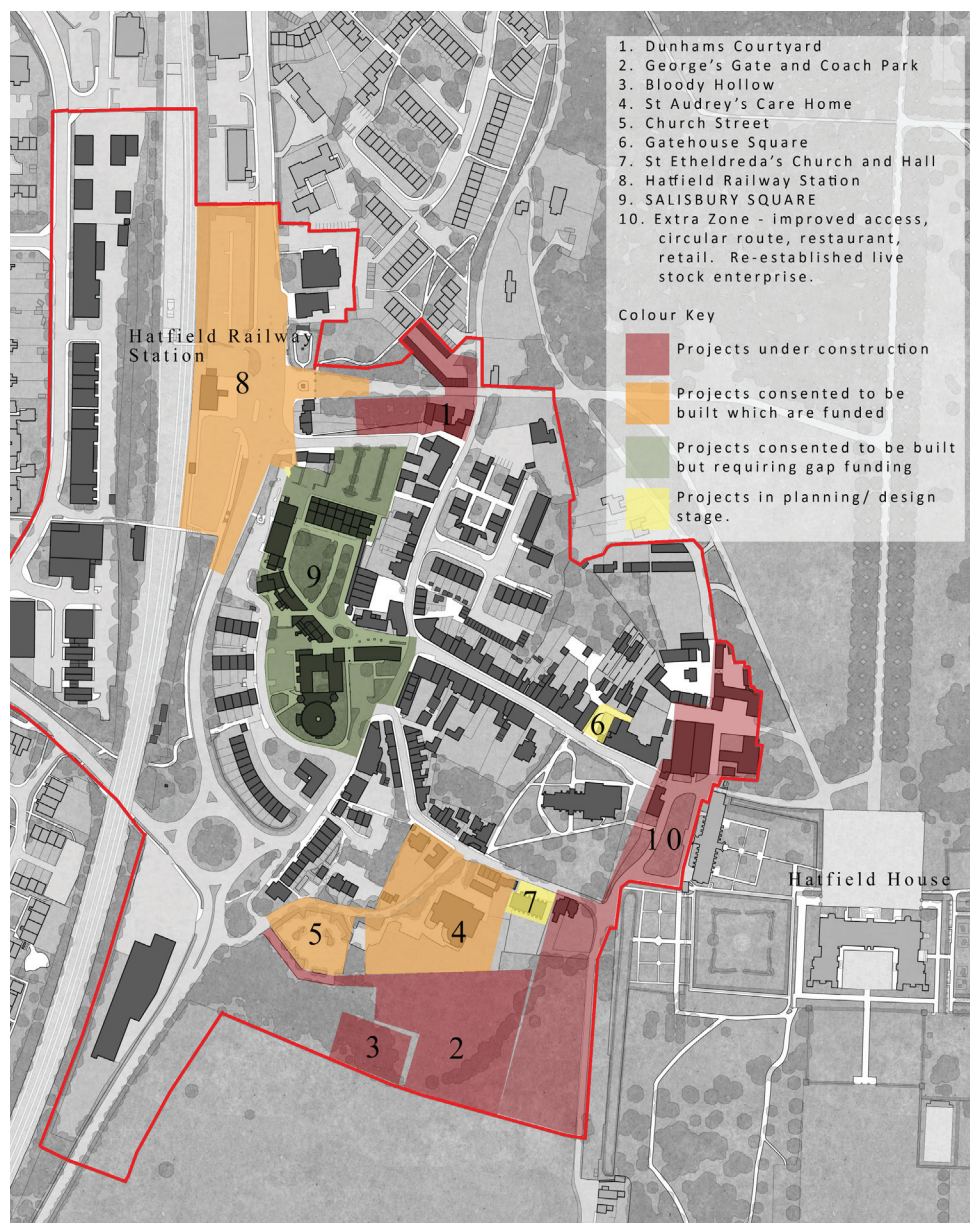 1. Dunhams Courtyard
2. George's Gate and Coach Park
3. Bloody Hollow
4. St Audrey's Care Home
5. Church Street
6. Gatehouse Square
7. St Etheldreda's Church and Hall
8. Hatfield Railway Station
9. SALISBURY SQUARE
10. Extra Zone - improved access,
circular route, restaurant,
retail. Re-established live
stock enterprise.
Colour Key
Projects under construction
Projects consented to be
built which are funded
Projects consented to be built
but requiring gap funding
Projects in planning/ design
stage.
Hatfield Railway
Station
8
1
9
6
10
Hatfield House
7
5
4
3
2